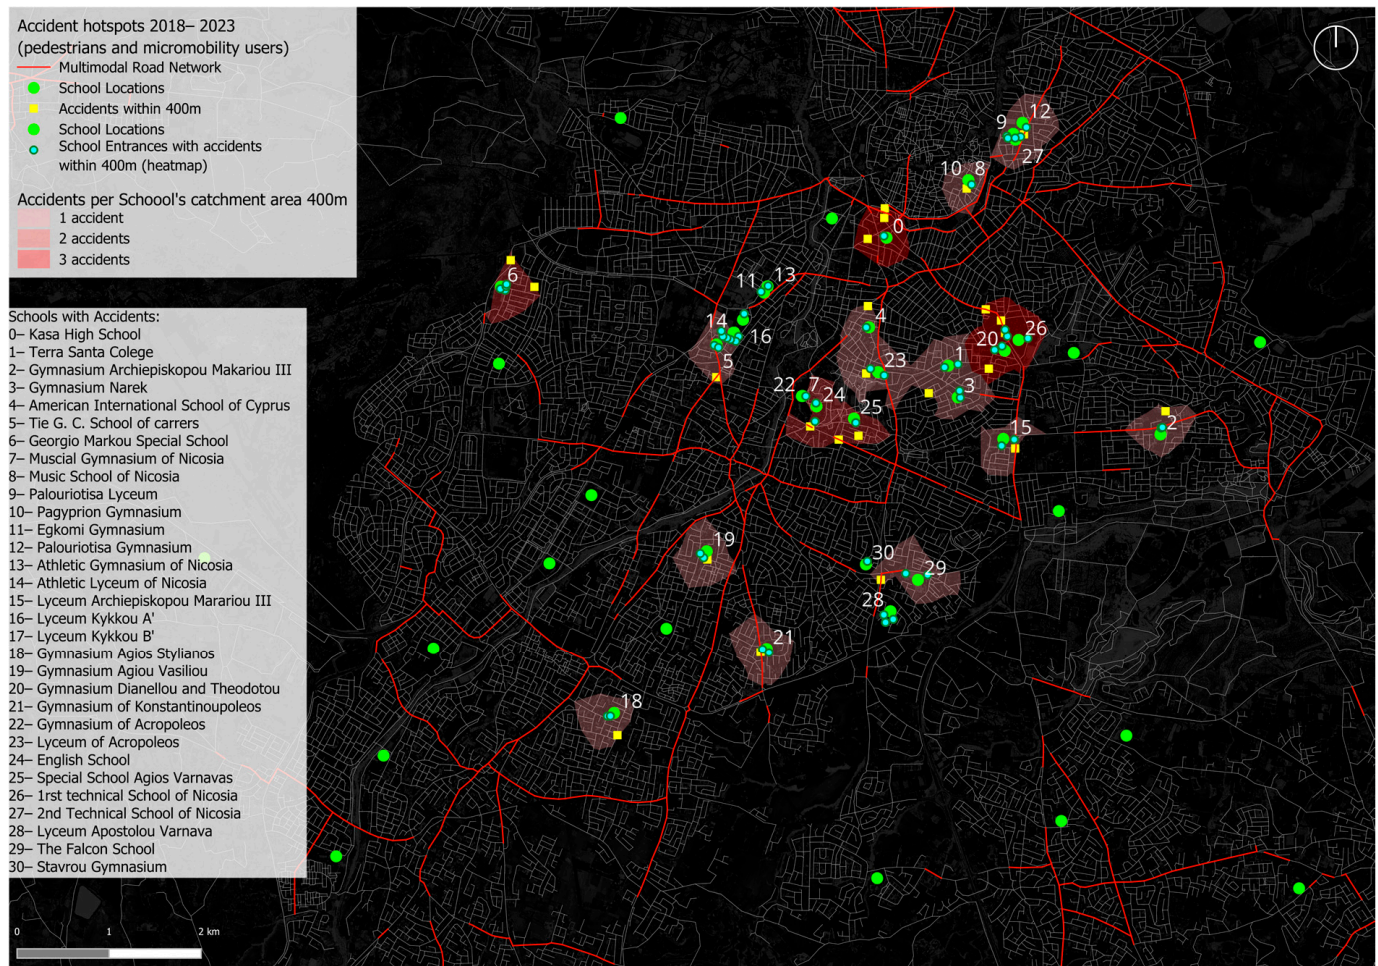 Accident hotspots 2018– 2023
(pedestrians and micromobility users)
Multimodal Road Network
School Locations
Accidents within 400m
School Locations
School Entrances with accidents
within 400m (heatmap)
Accidents per Schoool's catchment area 400m
1 accident
2 accidents
3 accidents
Schools with Accidents:
0– Kasa High School
1– Terra Santa Colege
2– Gymnasium Archiepiskopou Makariou III
3– Gymnasium Narek
4– American International School of Cyprus
5– Tie G. C. School of carrers
6– Georgio Markou Special School
7– Muscial Gymnasium of Nicosia
8– Music School of Nicosia
9– Palouriotisa Lyceum
10– Pagyprion Gymnasium
11– Egkomi Gymnasium
12– Palouriotisa Gymnasium
13– Athletic Gymnasium of Nicosia
14– Athletic Lyceum of Nicosia
15– Lyceum Archiepiskopou Marariou III
16– Lyceum Kykkou A'
17– Lyceum Kykkou B'
18– Gymnasium Agios Stylianos
19– Gymnasium Agiou Vasiliou
20– Gymnasium Dianellou and Theodotou
21– Gymnasium of Konstantinoupoleos
22– Gymnasium of Acropoleos
23– Lyceum of Acropoleos
24– English School
25– Special School Agios Varnavas
26– 1rst technical School of Nicosia
27– 2nd Technical School of Nicosia
28– Lyceum Apostolou Varnava
29– The Falcon School
30– Stavrou Gymnasium
0 1 2 km
12
9
27
10 8
0
6
13
11
4
14
16
26
20
5
1
23
22 7
24
3
25
2
15
19
30
29
28
21
18